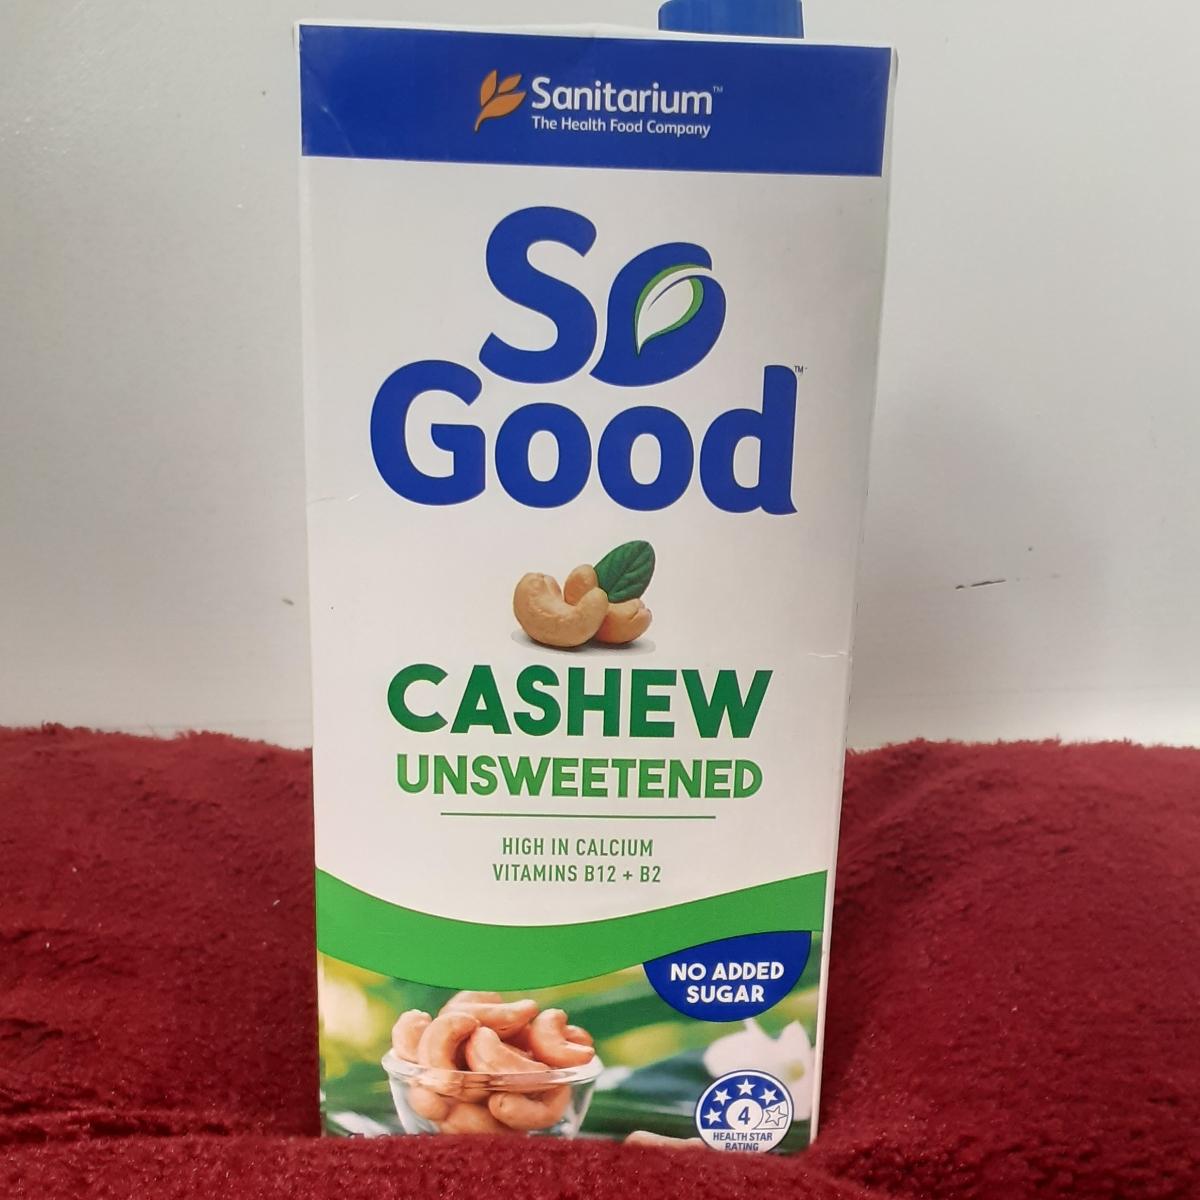 Sanitarium™
The Health Food Company
So
Good™
CASHEW
UNSWEETENED
HIGH IN CALCIUM
VITAMINS B12 + B2
NO ADDED
SUGAR
4
HEALTH STAR
RATING